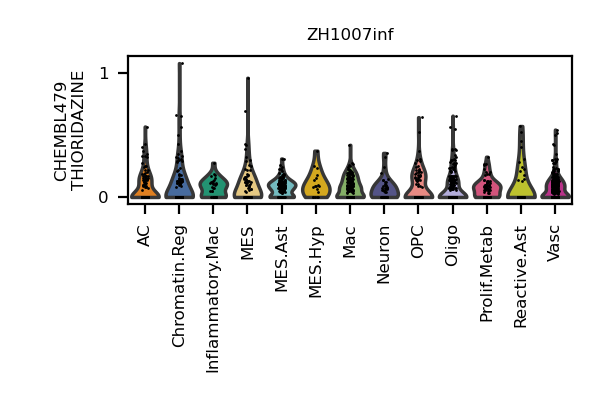 ZH1007inf
CHEMBL479
THIORIDAZINE
1
0
AC
Chromatin.Reg
Inflammatory.Mac
MES
MES.Ast
MES.Hyp
Mac
Neuron
OPC
Oligo
Prolif.Metab
Reactive.Ast
Vasc